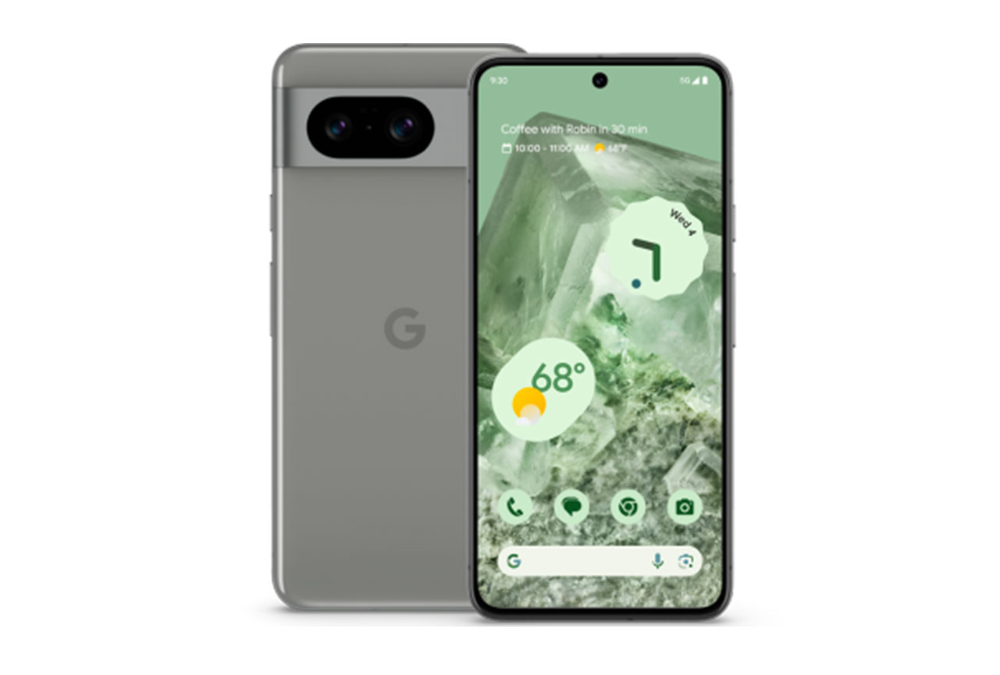 9:30
5G
Coffee with Robin in 30 min
10:00 - 11:00 AM 68°F
Wed 4
68°
G
G